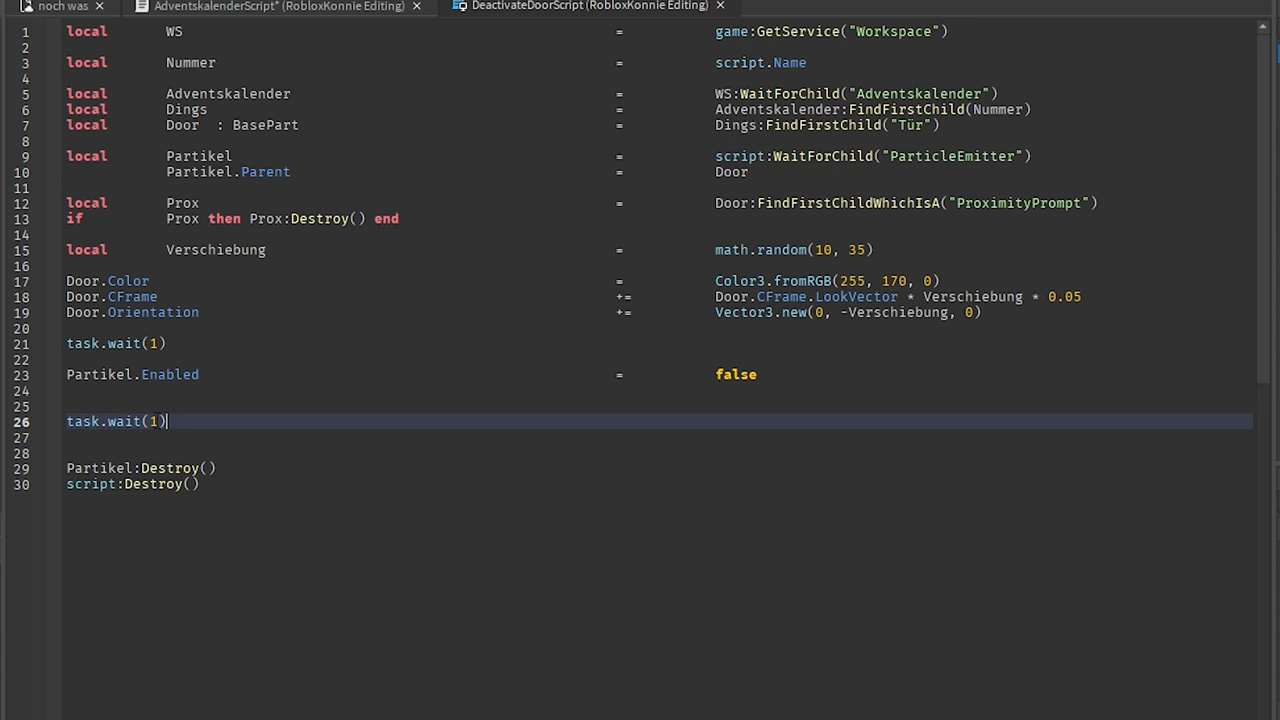 noch was × AdventskalenderScript* (RobloxKonnie Editing) × DeactivateDoorScript (RobloxKonnie Editing) ×
1 local WS = game:GetService("Workspace")
2
3 local Nummer = script.Name
4
5 local Adventskalender = WS:WaitForChild("Adventskalender")
6 local Dings = Adventskalender:FindFirstChild(Nummer)
7 local Door : BasePart = Dings:FindFirstChild("Tür")
8
9 local Partikel = script:WaitForChild("ParticleEmitter")
10 Partikel.Parent = Door
11
12 local Prox = Door:FindFirstChildWhichIsA("ProximityPrompt")
13 if Prox then Prox:Destroy() end
14
15 local Verschiebung = math.random(10, 35)
16
17 Door.Color = Color3.fromRGB(255, 170, 0)
18 Door.CFrame += Door.CFrame.LookVector * Verschiebung * 0.05
19 Door.Orientation += Vector3.new(0, -Verschiebung, 0)
20
21 task.wait(1)
22
23 Partikel.Enabled = false
24
25
26 task.wait(1)
27
28
29 Partikel:Destroy()
30 script:Destroy()